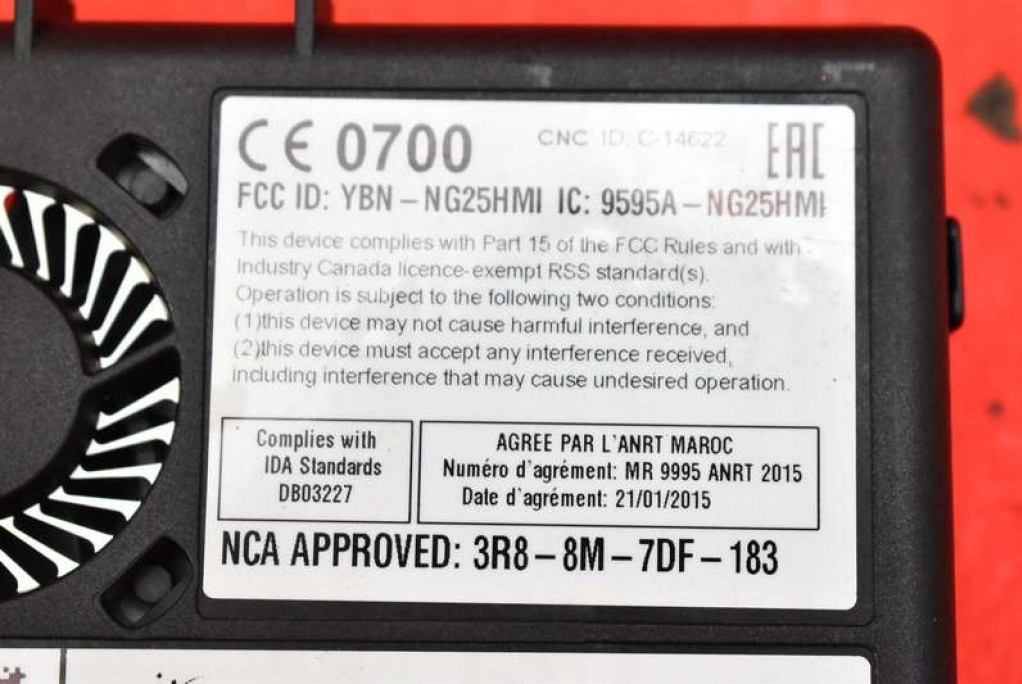 CE 0700 CNC ID: C-14622 EAC
FCC ID: YBN – NG25HMI IC: 9595A – NG25HMI
This device complies with Part 15 of the FCC Rules and with
Industry Canada licence-exempt RSS standard(s).
Operation is subject to the following two conditions:
(1)this device may not cause harmful interference, and
(2)this device must accept any interference received,
including interference that may cause undesired operation.
Complies with
IDA Standards
DB03227
AGREE PAR L'ANRT MAROC
Numéro d'agrément: MR 9995 ANRT 2015
Date d'agrément: 21/01/2015
NCA APPROVED: 3R8 – 8M – 7DF – 183